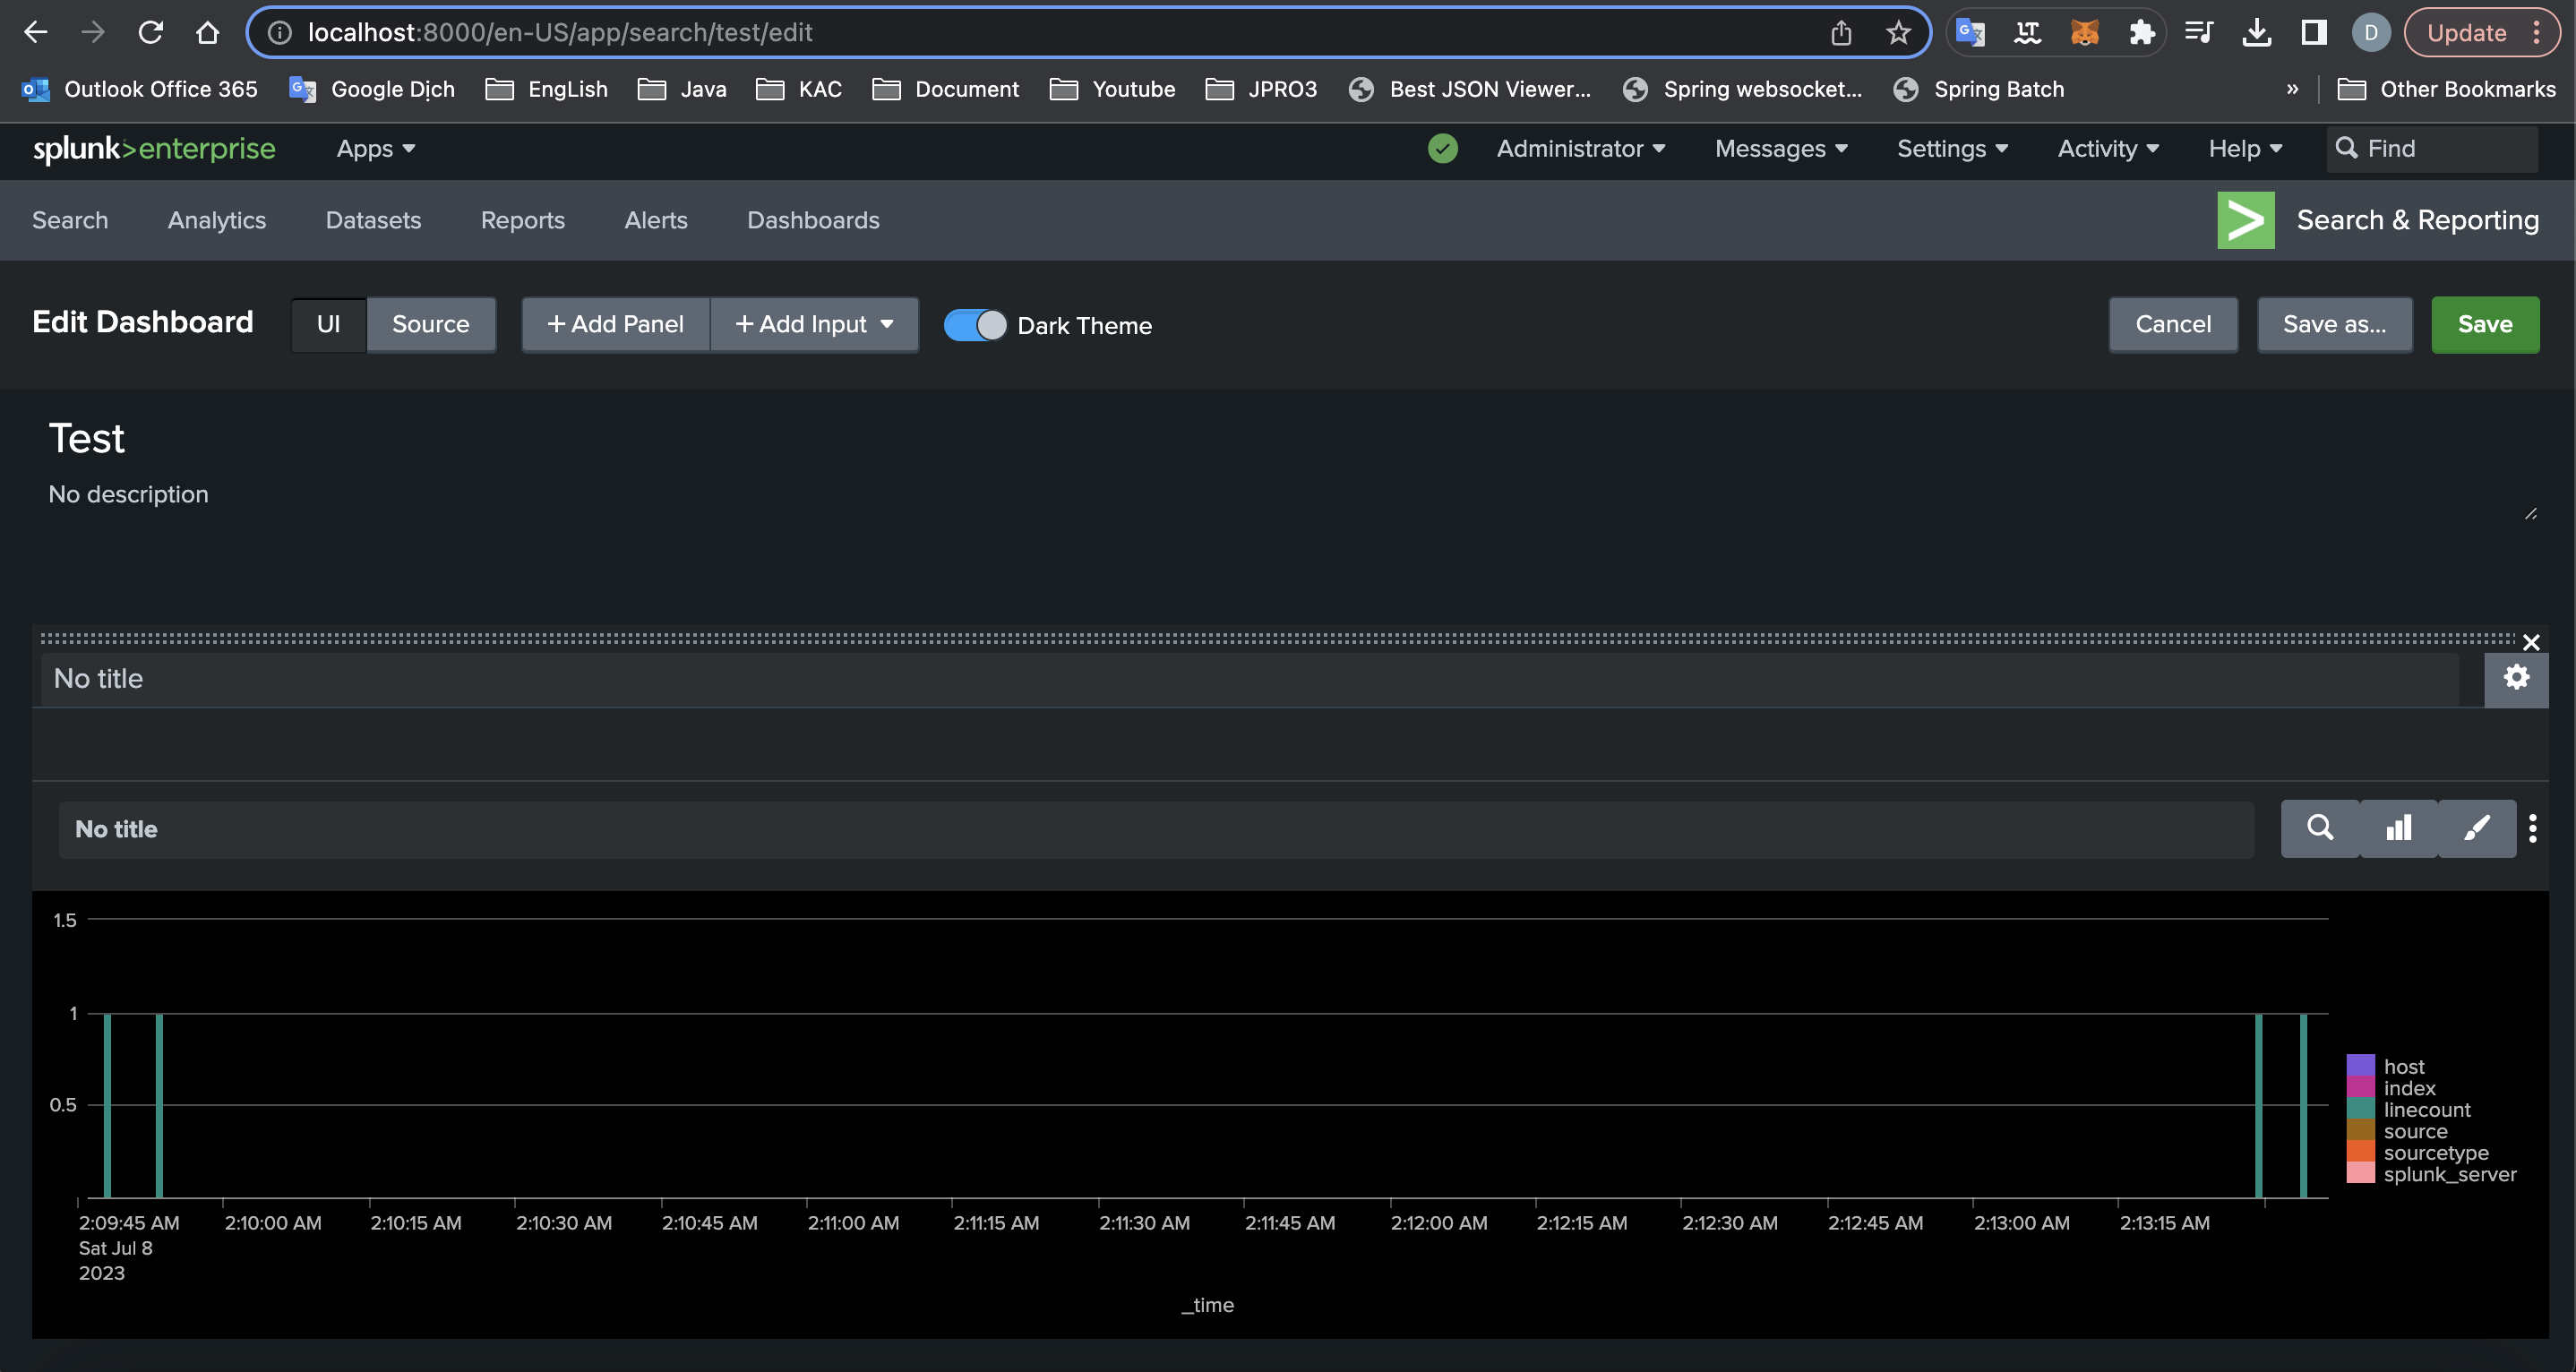 localhost:8000/en-US/app/search/test/edit
D
Update
Outlook Office 365
Google Dịch
EngLish
Java
KAC
Document
Youtube
JPRO3
Best JSON Viewer...
Spring websocket...
Spring Batch
»
Other Bookmarks
splunk>enterprise
Apps
Administrator
Messages
Settings
Activity
Help
Find
Search
Analytics
Datasets
Reports
Alerts
Dashboards
Search & Reporting
Edit Dashboard
UI
Source
+ Add Panel
+ Add Input
Dark Theme
Cancel
Save as...
Save
Test
No description
No title
No title
1.5
1
0.5
host
index
linecount
source
sourcetype
splunk_server
2:09:45 AM
Sat Jul 8
2023
2:10:00 AM
2:10:15 AM
2:10:30 AM
2:10:45 AM
2:11:00 AM
2:11:15 AM
2:11:30 AM
2:11:45 AM
2:12:00 AM
2:12:15 AM
2:12:30 AM
2:12:45 AM
2:13:00 AM
2:13:15 AM
_time